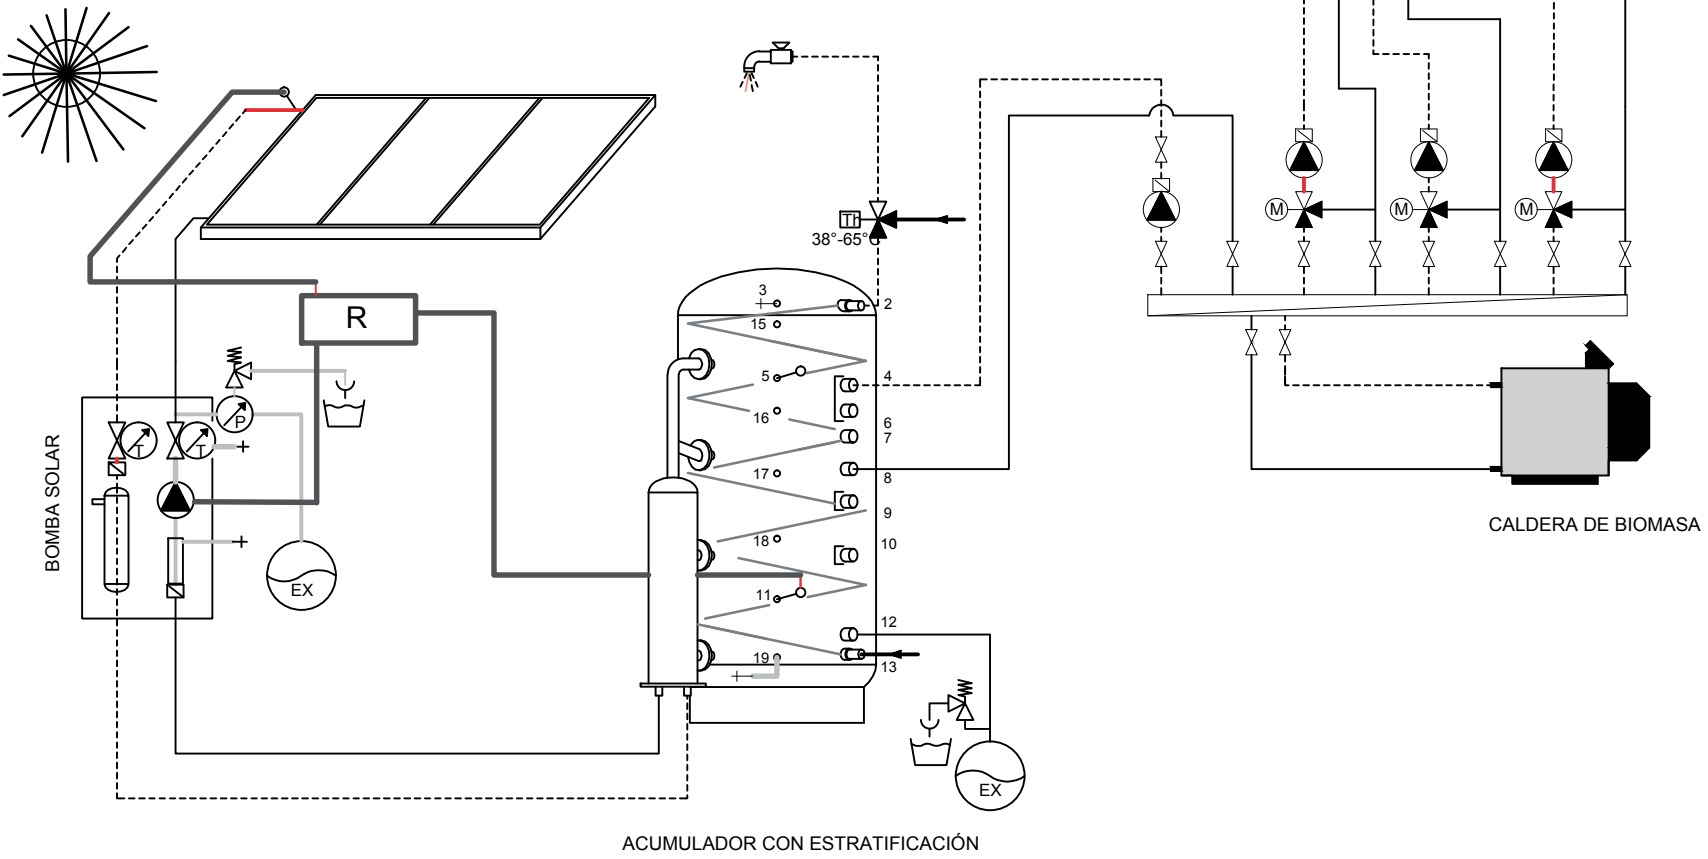 Th
38°-65°C
M
M
M
R
3
2
15
5
4
16
6
7
17
8
9
18
10
11
12
19
13
P
T
T
BOMBA SOLAR
EX
EX
CALDERA DE BIOMASA
ACUMULADOR CON ESTRATIFICACIÓN